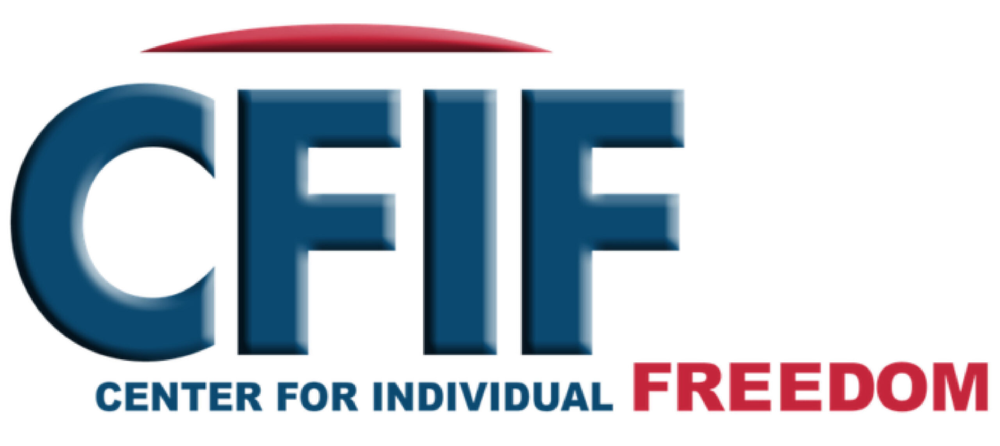 CFIF
CENTER FOR INDIVIDUAL FREEDOM